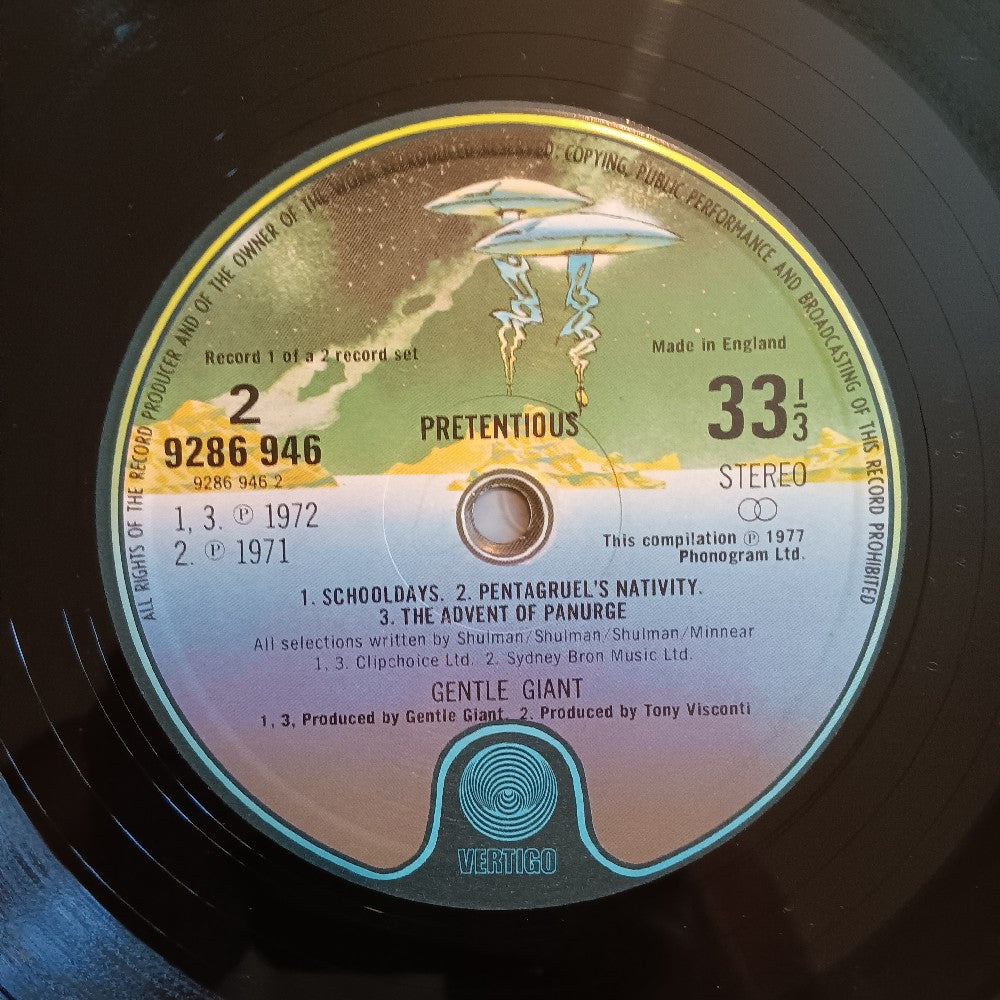 ALL RIGHTS OF THE RECORD PRODUCER AND OF THE OWNER OF THE WORK REPRODUCED RESERVED. COPYING, PUBLIC PERFORMANCE AND BROADCASTING OF THIS RECORD PROHIBITED
Record 1 of a 2 record set
Made in England
2
9286 946
9286 946 2
PRETENTIOUS
33 1/3
STEREO
1, 3. Ⓟ 1972
2. Ⓟ 1971
This compilation Ⓟ 1977
Phonogram Ltd.
1. SCHOOLDAYS. 2. PENTAGRUEL'S NATIVITY.
3. THE ADVENT OF PANURGE
All selections written by Shulman/Shulman/Shulman/Minnear
1, 3. Clipchoice Ltd. 2. Sydney Bron Music Ltd.
GENTLE GIANT
1, 3, Produced by Gentle Giant. 2. Produced by Tony Visconti
VERTIGO